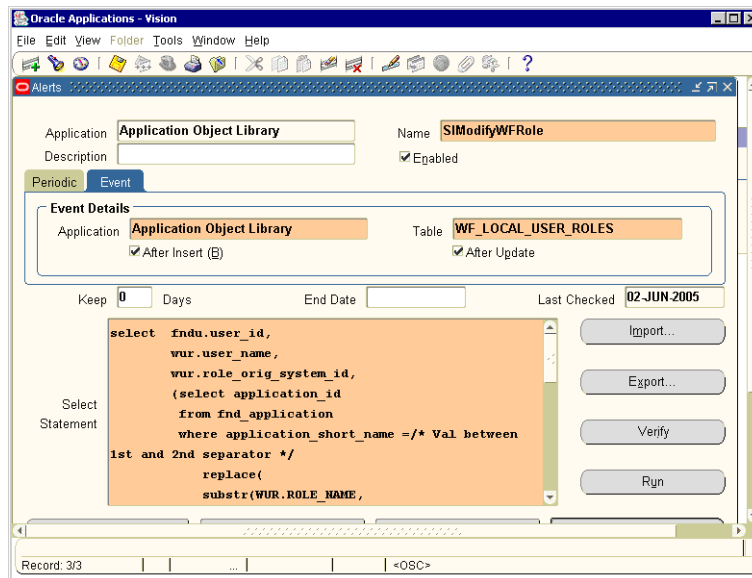 Oracle Applications - Vision
File Edit View Folder Tools Window Help
Alerts
Application Application Object Library Name SIModifyWFRole
Description Enabled
Periodic Event
Event Details
Application Application Object Library Table WF_LOCAL_USER_ROLES
After Insert (B) After Update
Keep 0 Days End Date Last Checked 02-JUN-2005
select fndu.user_id,
wur.user_name,
wur.role_orig_system_id,
(select application_id
from fnd_application
where application_short_name =/* Val between
1st and 2nd separator */
replace(
substr(WUR.ROLE_NAME,
Select
Statement
Import...
Export...
Verify
Run
Record: 3/3 ... <OSC>